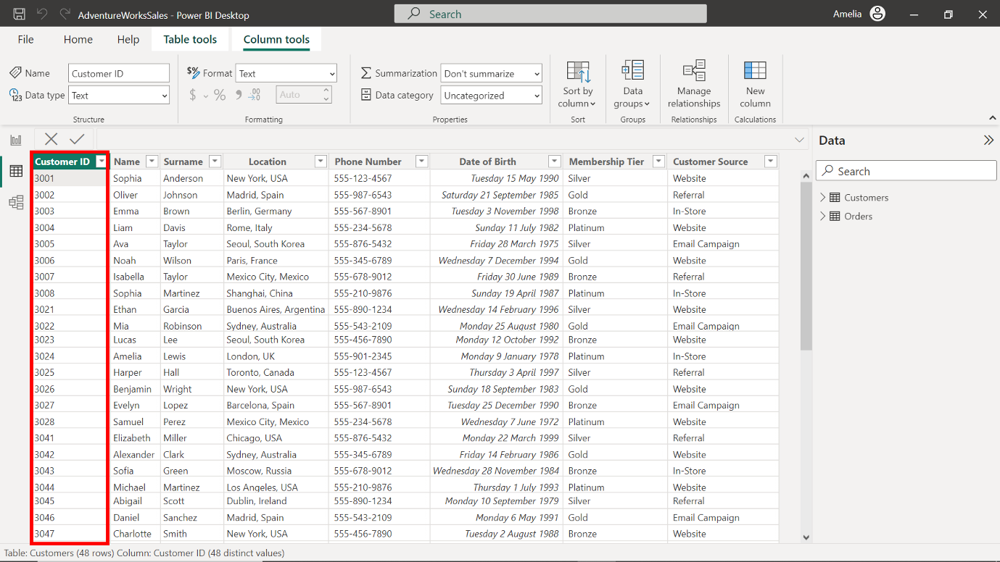 AdventureWorksSales - Power BI Desktop
Search
Amelia
File Home Help Table tools Column tools
Name Customer ID
Data type Text
Structure
Format Text
$ % 9 .00 →0 Auto
Formatting
Summarization Don't summarize
Data category Uncategorized
Properties
Sort by column
Sort
Data groups
Groups
Manage relationships
Relationships
New column
Calculations
Customer ID Name Surname Location Phone Number Date of Birth Membership Tier Customer Source
3001 Sophia Anderson New York, USA 555-123-4567 Tuesday 15 May 1990 Silver Website
3002 Oliver Johnson Madrid, Spain 555-987-6543 Saturday 21 September 1985 Gold Referral
3003 Emma Brown Berlin, Germany 555-567-8901 Tuesday 3 November 1998 Bronze In-Store
3004 Liam Davis Rome, Italy 555-234-5678 Sunday 11 July 1982 Platinum Website
3005 Ava Taylor Seoul, South Korea 555-876-5432 Friday 28 March 1975 Silver Email Campaign
3006 Noah Wilson Paris, France 555-345-6789 Wednesday 7 December 1994 Gold Website
3007 Isabella Taylor Mexico City, Mexico 555-678-9012 Friday 30 June 1989 Bronze Referral
3008 Sophia Martinez Shanghai, China 555-210-9876 Sunday 19 April 1987 Platinum In-Store
3021 Ethan Garcia Buenos Aires, Argentina 555-890-1234 Wednesday 14 February 1996 Silver Website
3022 Mia Robinson Sydney, Australia 555-543-2109 Monday 25 August 1980 Gold Email Campaign
3023 Lucas Lee Seoul, South Korea 555-456-7890 Monday 12 October 1992 Bronze Website
3024 Amelia Lewis London, UK 555-901-2345 Monday 9 January 1978 Platinum In-Store
3025 Harper Hall Toronto, Canada 555-123-4567 Thursday 3 April 1997 Silver Referral
3026 Benjamin Wright New York, USA 555-987-6543 Sunday 18 September 1983 Gold Website
3027 Evelyn Lopez Barcelona, Spain 555-567-8901 Tuesday 25 December 1990 Bronze Email Campaign
3028 Samuel Perez Mexico City, Mexico 555-234-5678 Wednesday 7 June 1972 Platinum Website
3041 Elizabeth Miller Chicago, USA 555-876-5432 Monday 22 March 1999 Silver Referral
3042 Alexander Clark Sydney, Australia 555-345-6789 Friday 14 February 1986 Gold Website
3043 Sofia Green Moscow, Russia 555-678-9012 Wednesday 28 November 1984 Bronze In-Store
3044 Michael Martinez Los Angeles, USA 555-210-9876 Thursday 1 July 1993 Platinum Website
3045 Abigail Scott Dublin, Ireland 555-890-1234 Monday 10 September 1979 Silver Referral
3046 Daniel Sanchez Madrid, Spain 555-543-2109 Monday 6 May 1991 Gold Email Campaign
3047 Charlotte Smith New York, USA 555-456-7890 Tuesday 2 August 1988 Bronze Website
Data
Search
Customers
Orders
Table: Customers (48 rows) Column: Customer ID (48 distinct values)